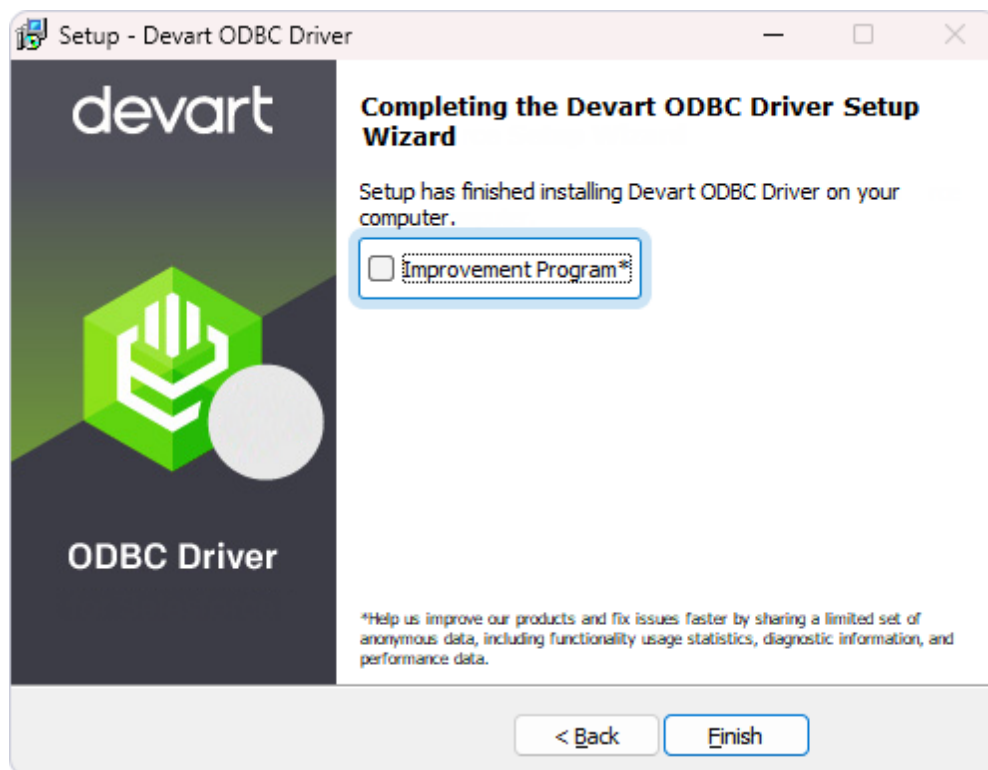 Setup - Devart ODBC Driver
devart
Completing the Devart ODBC Driver Setup
Wizard
Setup has finished installing Devart ODBC Driver on your
computer.
Improvement Program*
ODBC Driver
*Help us improve our products and fix issues faster by sharing a limited set of
anonymous data, including functionality usage statistics, diagnostic information, and
performance data.
< Back
Finish